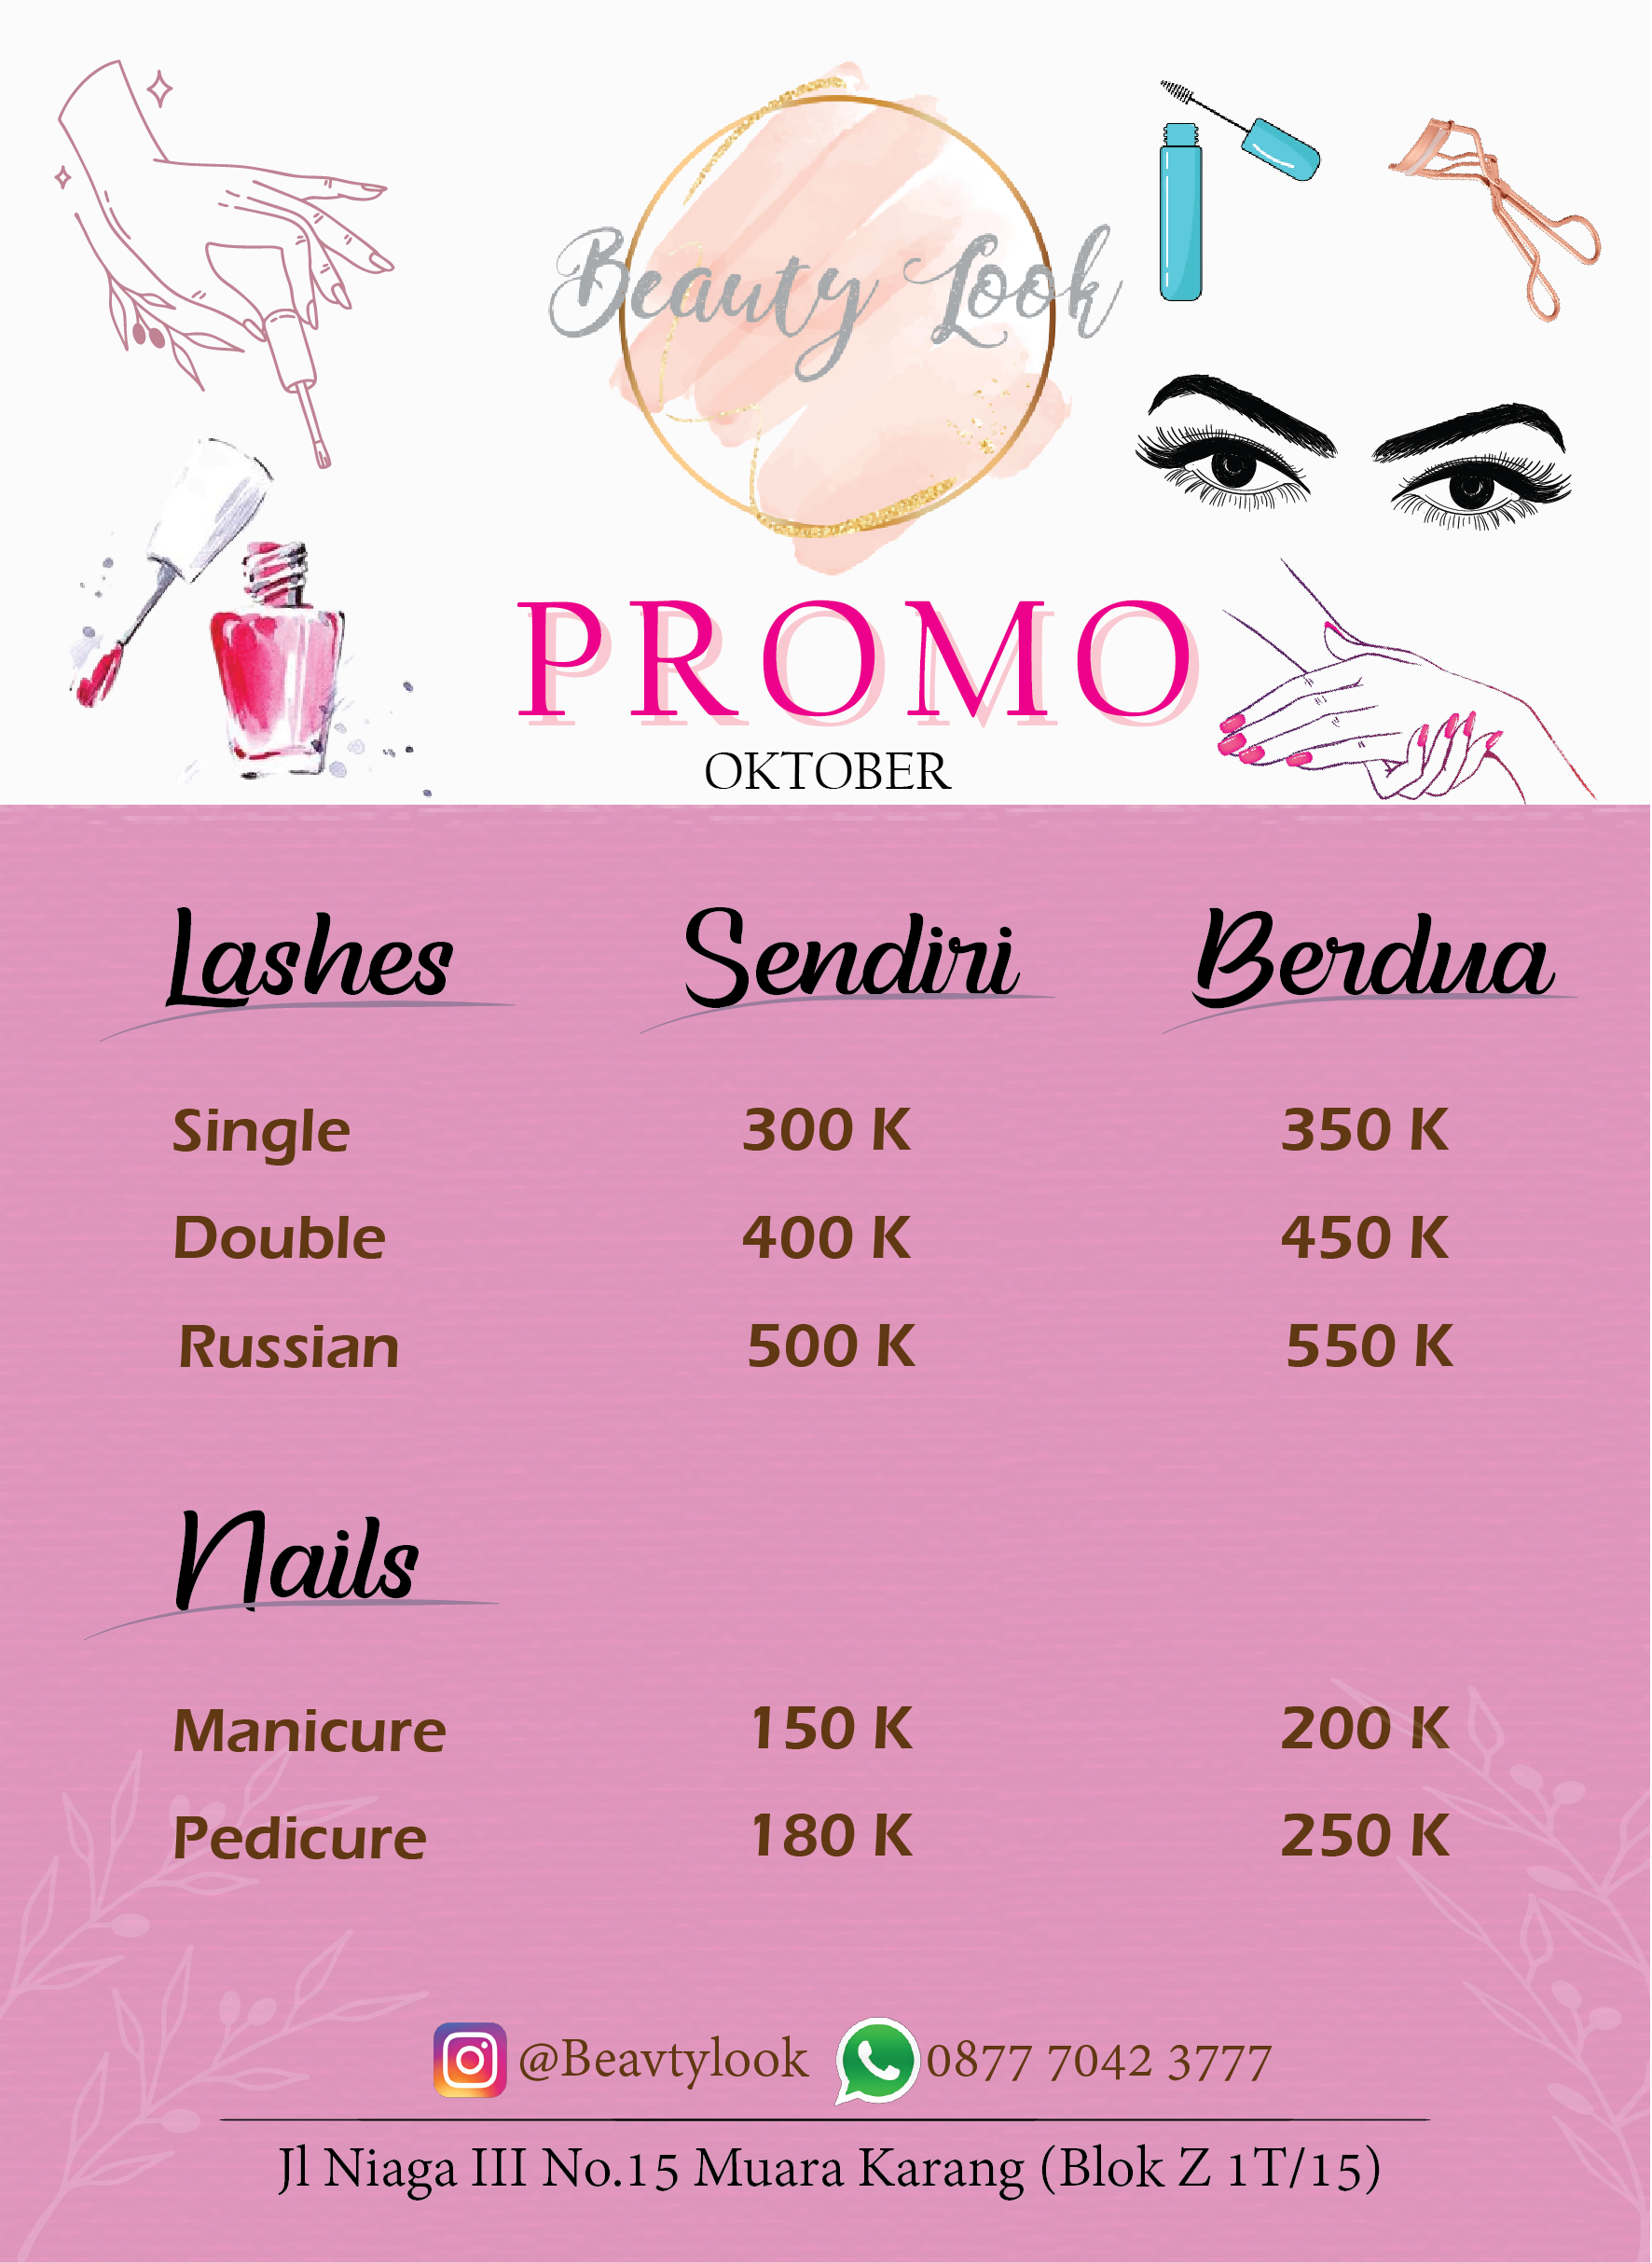 Beauty Look
PROMO
OKTOBER
Lashes Sendiri Berdua
Single 300 K 350 K
Double 400 K 450 K
Russian 500 K 550 K
Nails
Manicure 150 K 200 K
Pedicure 180 K 250 K
@Beavtylook 0877 7042 3777
Jl Niaga III No.15 Muara Karang (Blok Z 1T/15)